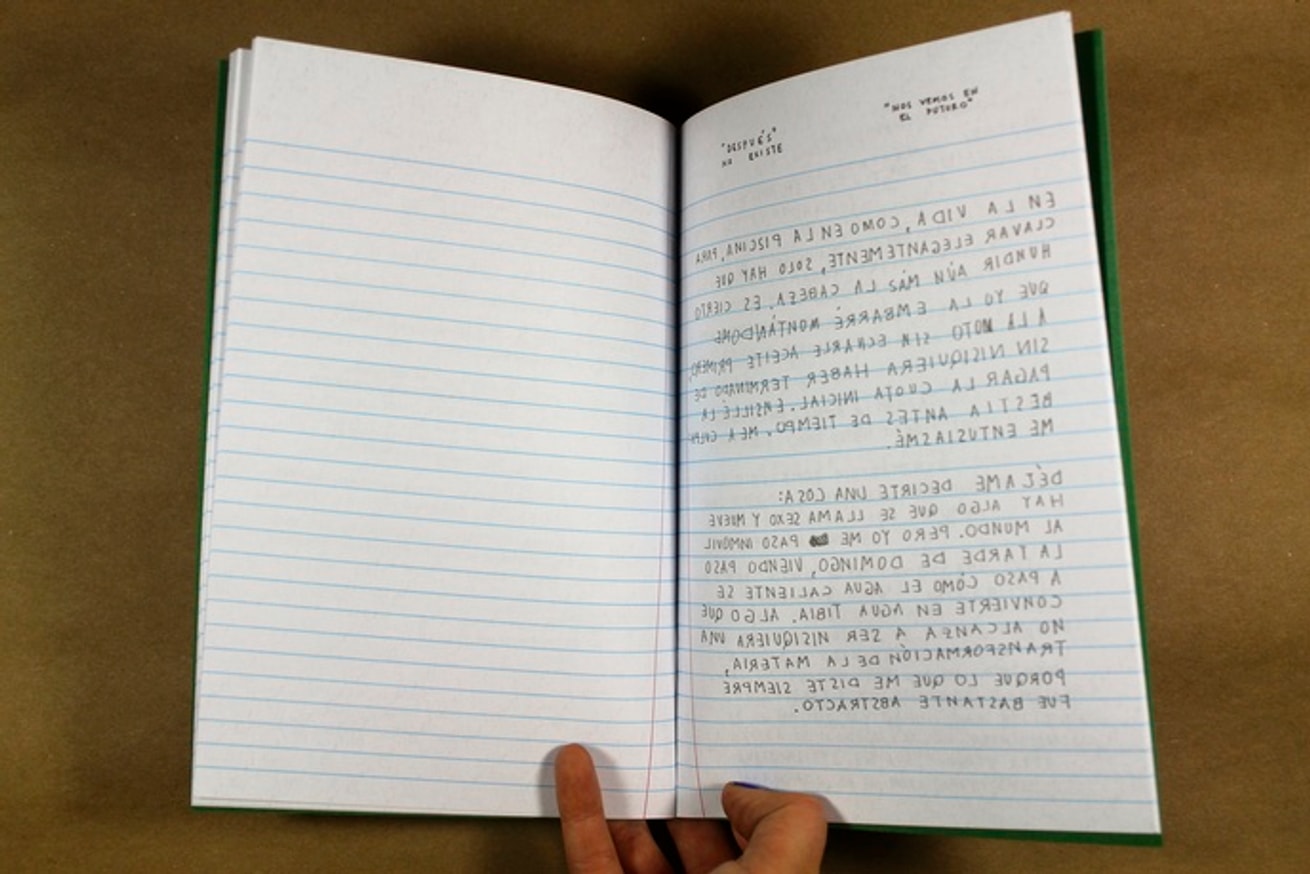 "DESPUÉS"
NO EXISTE
"NOS VEMOS EN
EL FUTURO"
EN LA VIDA, COMO EN LA PISCINA, PARA
CLAVAR ELEGANTEMENTE, SOLO HAY QUE
HUNDIR AÚN MÁS LA CABEZA. ES CIERTO
QUE YO LA EMBARRÉ MONTÁNDOME
A LA MOTO SIN ECHARLE ACEITE PRIMERO,
SIN NISIQUIERA HABER TERMINADO DE
PAGAR LA CUOTA INICIAL. ENSILLÉ LA
BESTIA ANTES DE TIEMPO. MEA CULPA
ME ENTUSIASMÉ.
DÉJAME DECIRTE UNA COSA:
HAY ALGO QUE SE LLAMA SEXO Y MUEVE
AL MUNDO. PERO YO ME PASO INMÓVIL
LA TARDE DE DOMINGO, VIENDO PASO
A PASO CÓMO EL AGUA CALIENTE SE
CONVIERTE EN AGUA TIBIA. ALGO QUE
NO ALCANZA A SER NISIQUIERA UNA
TRANSFORMACIÓN DE LA MATERIA,
PORQUE LO QUE ME DISTE SIEMPRE
FUE BASTANTE ABSTRACTO.